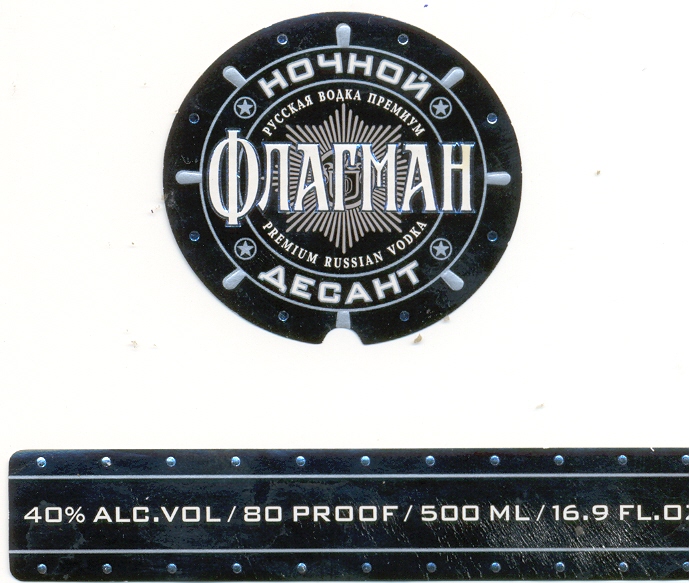 НОЧНОЙ
РУССКАЯ ВОДКА ПРЕМИУМ
ФЛАГМАН
PREMIUM RUSSIAN VODKA
ДЕСАНТ
40% ALC.VOL / 80 PROOF / 500 ML / 16.9 FL.OZ